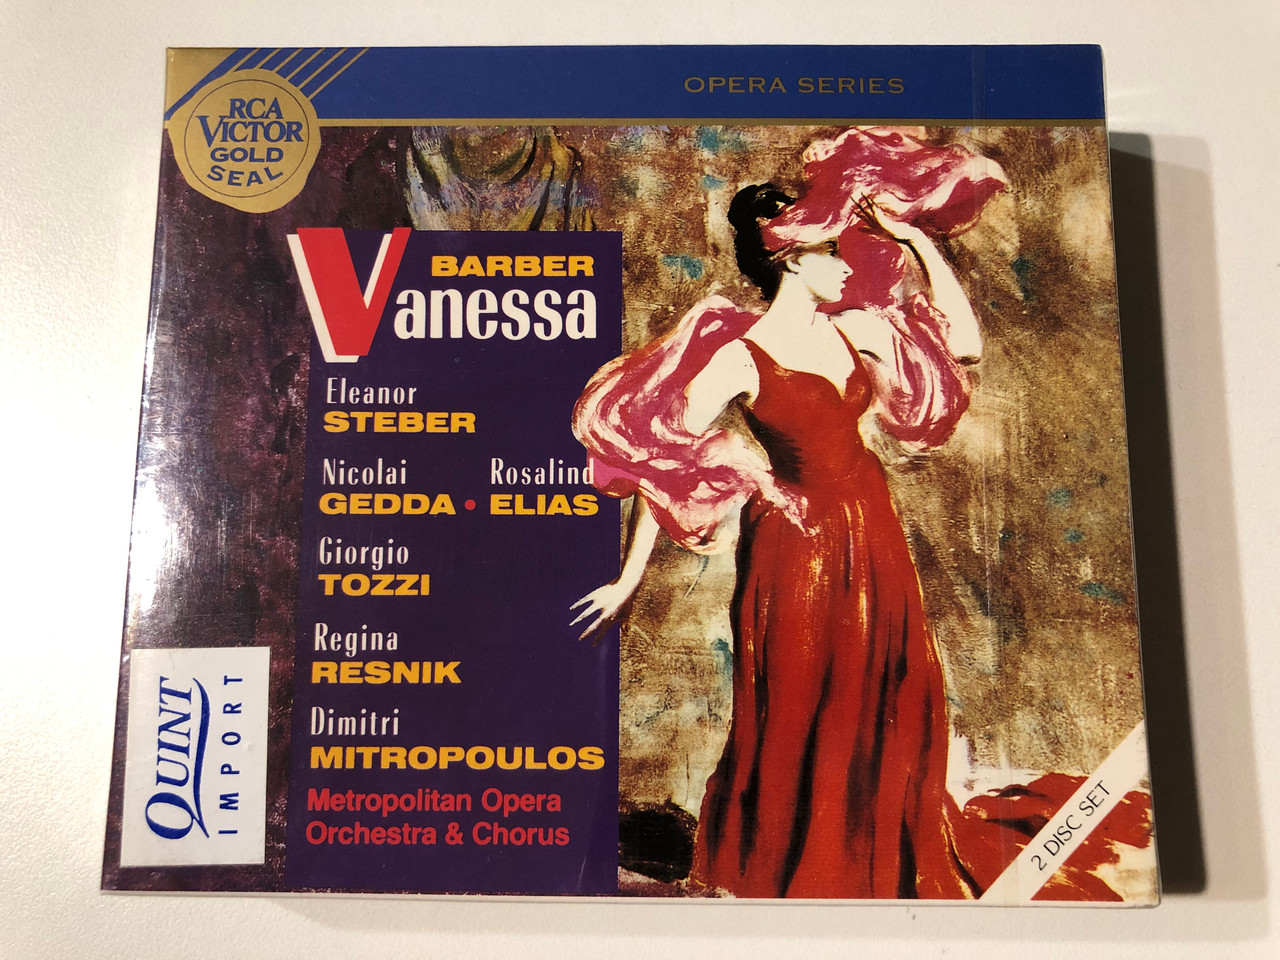 OPERA SERIES
RCA
VICTOR
GOLD
SEAL
BARBER
Vanessa
Eleanor
STEBER
Nicolai Rosalind
GEDDA • ELIAS
Giorgio
TOZZI
Regina
RESNIK
Dimitri
MITROPOULOS
Metropolitan Opera
Orchestra & Chorus
QUINT
IMPORT
2 DISC SET